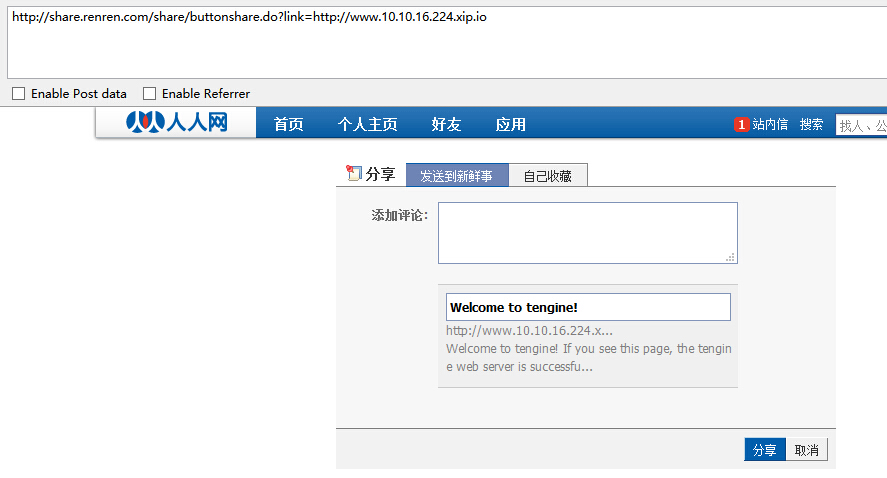 http://share.renren.com/share/buttonshare.do?link=http://www.10.10.16.224.xip.io
Enable Post data Enable Referrer
人人网 首页 个人主页 好友 应用 1 站内信 搜索 找人、公
分享 发送到新鲜事 自己收藏
添加评论:
Welcome to tengine!
http://www.10.10.16.224.x...
Welcome to tengine! If you see this page, the tengin
e web server is successfu...
分享 取消